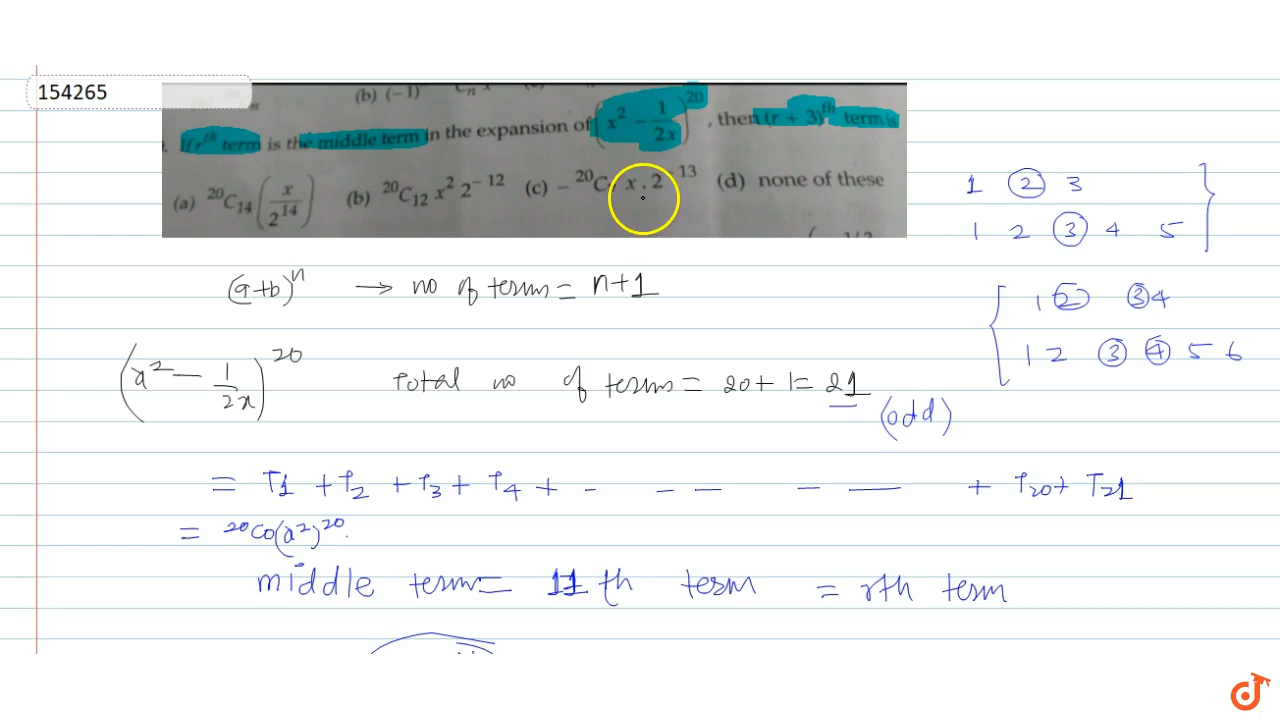 154265
(b) (-1)ⁿ
If rᵗʰ term is the middle term in the expansion of (x² − 1/2x)²⁰, then (r + 3)ᵗʰ term is
(a) ²⁰C₁₄ (x/2¹⁴) (b) ²⁰C₁₂ x² 2⁻¹² (c) − ²⁰C x . 2⁻¹³ (d) none of these
1 2 3
1 2 3 4 5
(a+b)ⁿ → no of terms = n+1
1 2 3 4
1 2 3 4 5 6
(x² − 1/2x)²⁰ Total no of terms = 20+1 = 21
(odd)
= T1 + T2 + T3 + T4 + - - - - — + T20 + T21
= ²⁰C0(x²)²⁰.
middle term = 11th term = rth term